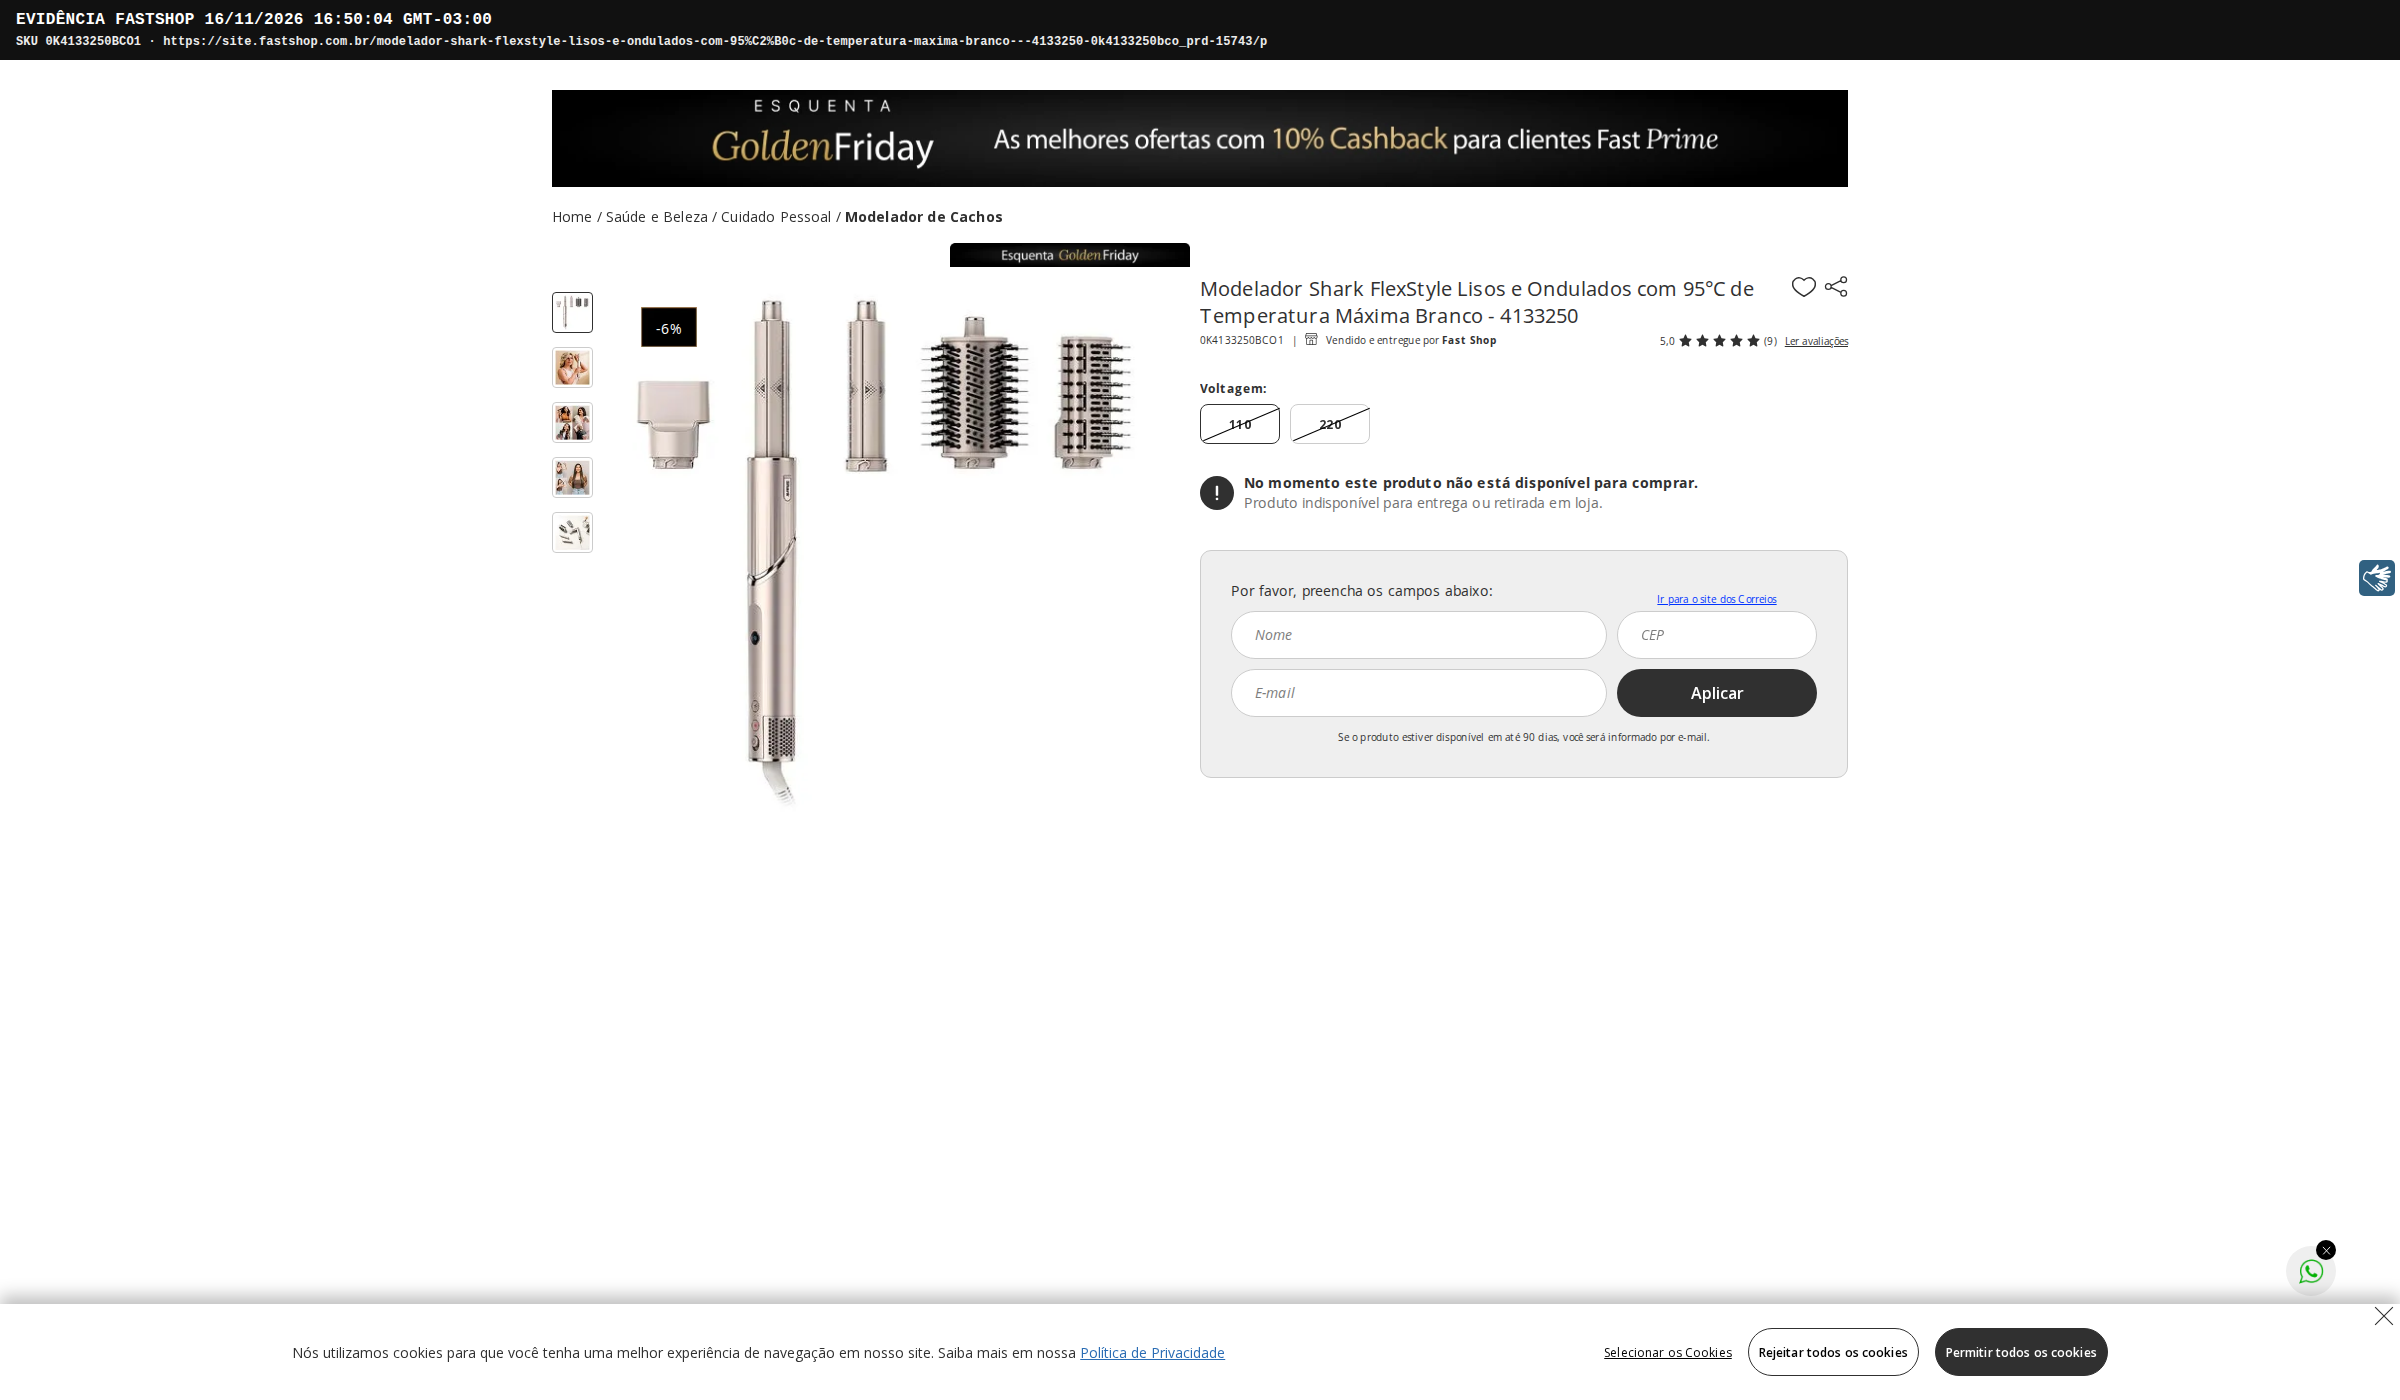 EVIDÊNCIA FASTSHOP 16/11/2026 16:50:04 GMT-03:00
SKU 0K4133250BCO1 · https://site.fastshop.com.br/modelador-shark-flexstyle-lisos-e-ondulados-com-95%C2%B0c-de-temperatura-maxima-branco---4133250-0k4133250bco_prd-15743/p
ESQUENTA
GoldenFriday
As melhores ofertas com 10% Cashback para clientes Fast Prime
Home / Saúde e Beleza / Cuidado Pessoal / Modelador de Cachos
Esquenta GoldenFriday
-6%
Modelador Shark FlexStyle Lisos e Ondulados com 95°C de
Temperatura Máxima Branco - 4133250
0K4133250BCO1 | Vendido e entregue por Fast Shop
5,0 (9) Ler avaliações
Voltagem:
110 220
No momento este produto não está disponível para comprar.
Produto indisponível para entrega ou retirada em loja.
Por favor, preencha os campos abaixo:
Ir para o site dos Correios
Nome CEP
E-mail Aplicar
Se o produto estiver disponível em até 90 dias, você será informado por e-mail.
Nós utilizamos cookies para que você tenha uma melhor experiência de navegação em nosso site. Saiba mais em nossa Política de Privacidade
Selecionar os Cookies Rejeitar todos os cookies Permitir todos os cookies